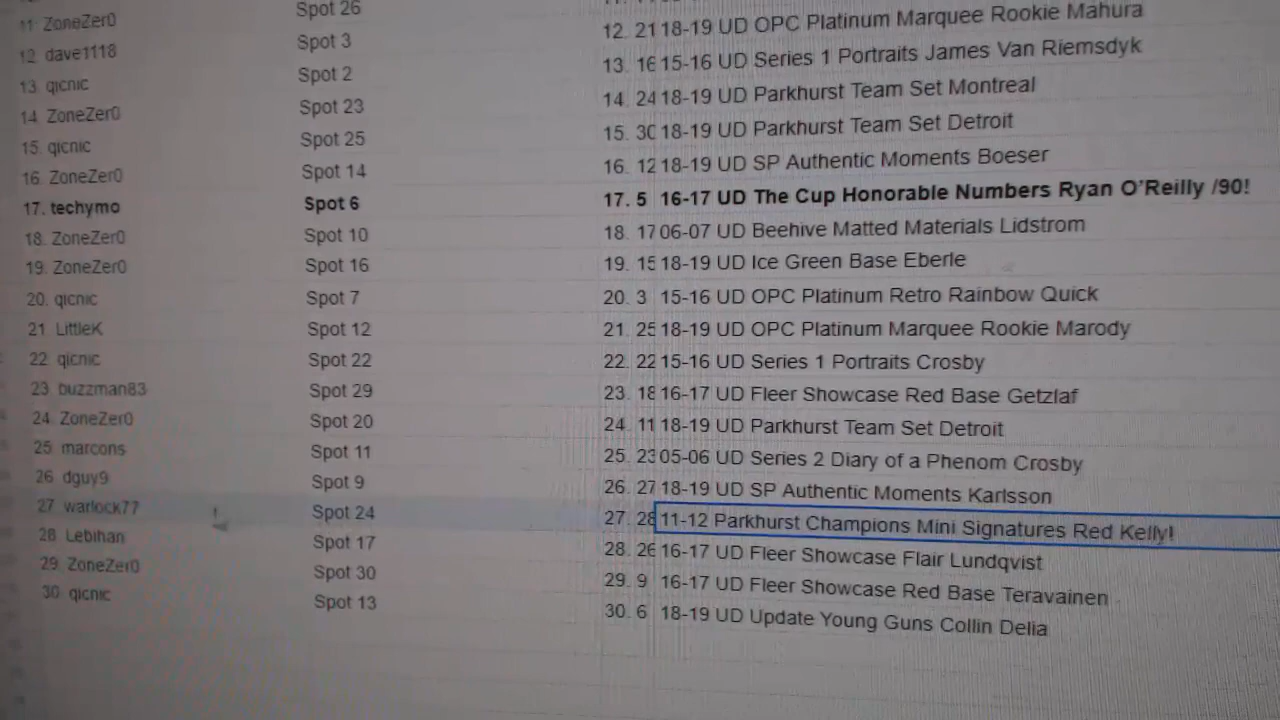 11. ZoneZer0 Spot 26
12. dave1118 Spot 3 12. 21 18-19 UD OPC Platinum Marquee Rookie Mahura
13. qicnic Spot 2 13. 16 15-16 UD Series 1 Portraits James Van Riemsdyk
14. ZoneZer0 Spot 23 14. 24 18-19 UD Parkhurst Team Set Montreal
15. qicnic Spot 25 15. 30 18-19 UD Parkhurst Team Set Detroit
16. ZoneZer0 Spot 14 16. 12 18-19 UD SP Authentic Moments Boeser
17. techymo Spot 6 17. 5 16-17 UD The Cup Honorable Numbers Ryan O'Reilly /90!
18. ZoneZer0 Spot 10 18. 17 06-07 UD Beehive Matted Materials Lidstrom
19. ZoneZer0 Spot 16 19. 15 18-19 UD Ice Green Base Eberle
20. qicnic Spot 7 20. 3 15-16 UD OPC Platinum Retro Rainbow Quick
21. LittleK Spot 12 21. 25 18-19 UD OPC Platinum Marquee Rookie Marody
22. qicnic Spot 22 22. 22 15-16 UD Series 1 Portraits Crosby
23. buzzman83 Spot 29 23. 18 16-17 UD Fleer Showcase Red Base Getzlaf
24. ZoneZer0 Spot 20 24. 11 18-19 UD Parkhurst Team Set Detroit
25. marcons Spot 11 25. 23 05-06 UD Series 2 Diary of a Phenom Crosby
26. dguy9 Spot 9 26. 27 18-19 UD SP Authentic Moments Karlsson
27. warlock77 Spot 24 27. 28 11-12 Parkhurst Champions Mini Signatures Red Kelly!
28. Lebihan Spot 17 28. 26 16-17 UD Fleer Showcase Flair Lundqvist
29. ZoneZer0 Spot 30 29. 9 16-17 UD Fleer Showcase Red Base Teravainen
30. qicnic Spot 13 30. 6 18-19 UD Update Young Guns Collin Delia